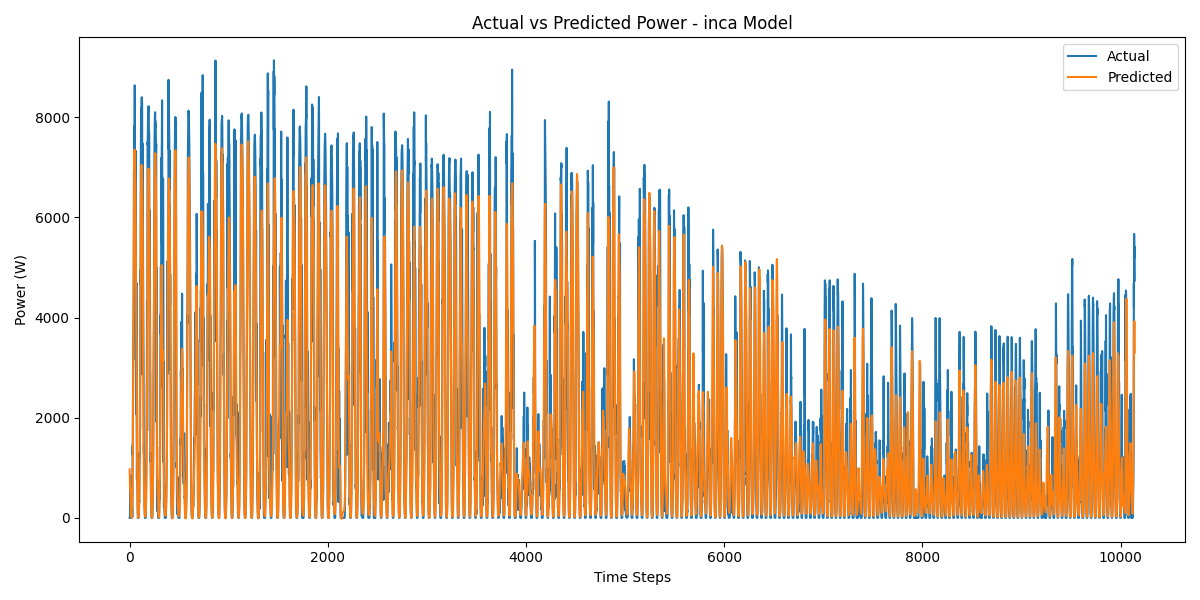 Actual vs Predicted Power - inca Model
Actual
Predicted
Power (W)
8000
6000
4000
2000
0
0 2000 4000 6000 8000 10000
Time Steps